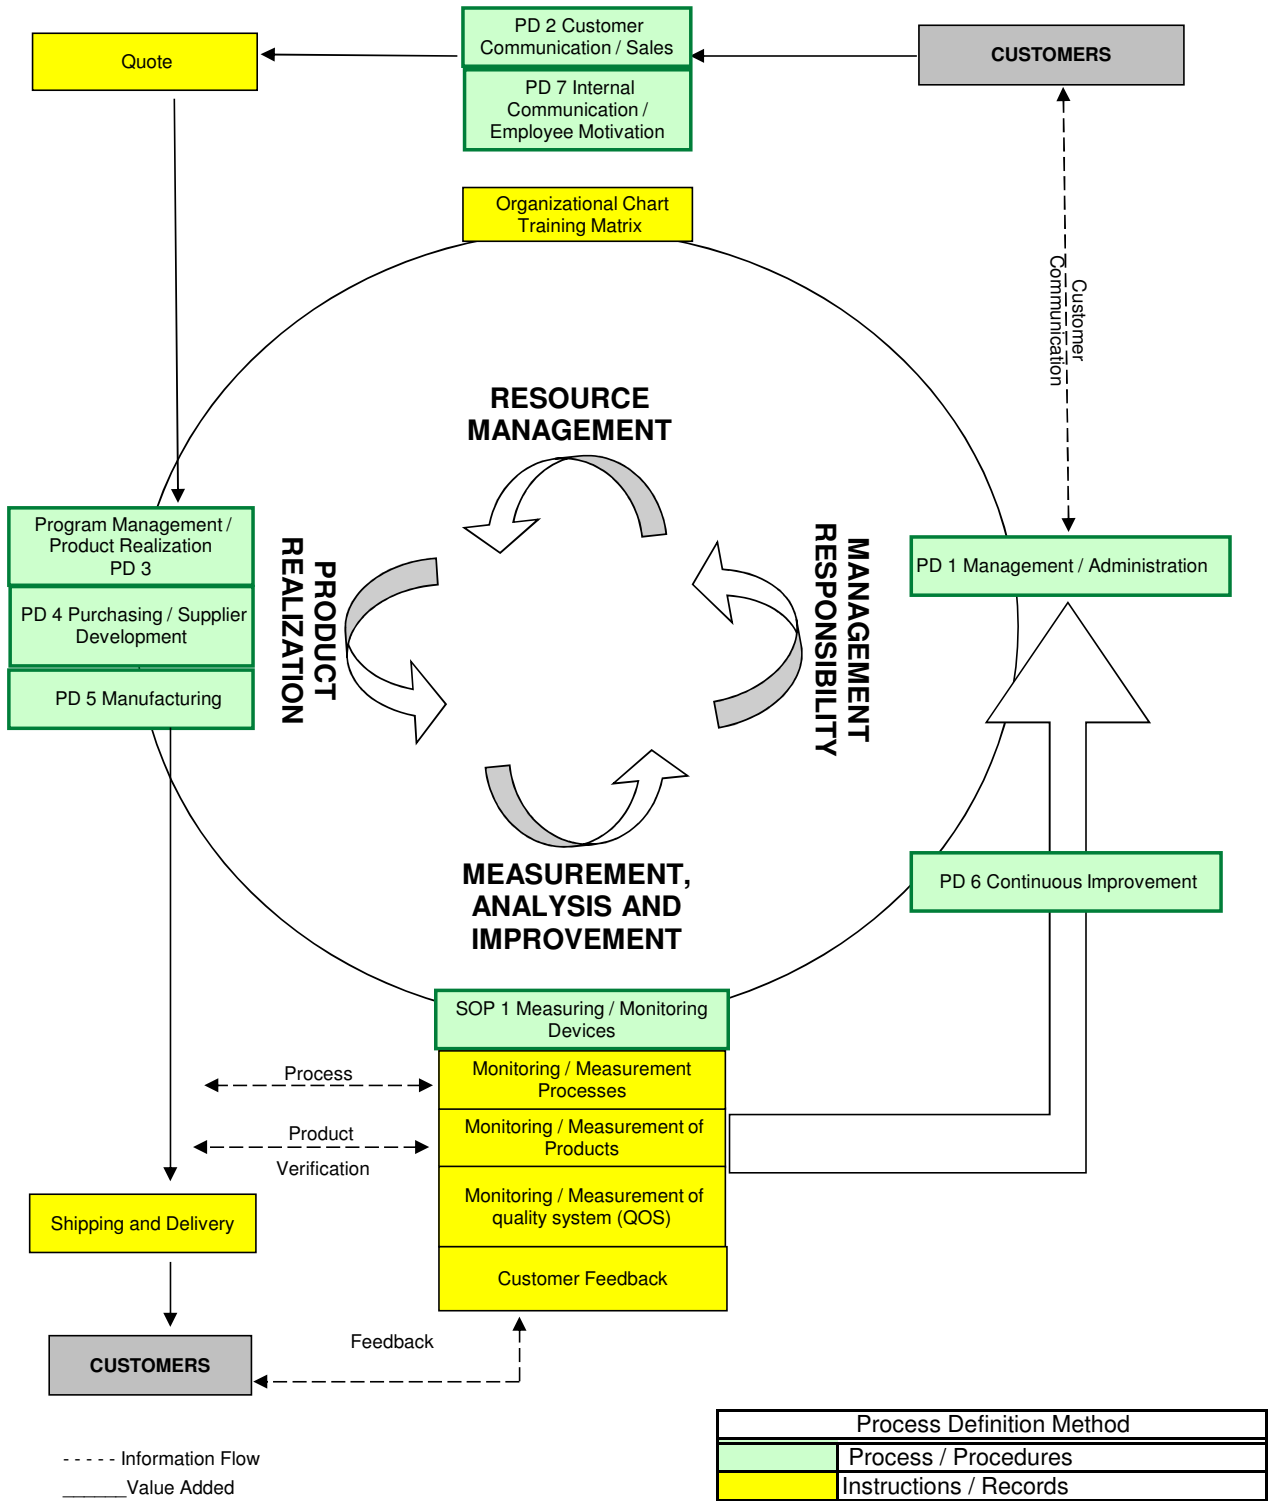 PD 2 Customer
Communication / Sales
Quote
CUSTOMERS
PD 7 Internal
Communication /
Employee Motivation
Organizational Chart
Training Matrix
Customer
Communication
RESOURCE
MANAGEMENT
Program Management /
Product Realization
PD 3
PD 4 Purchasing / Supplier
Development
PD 5 Manufacturing
PRODUCT
REALIZATION
MANAGEMENT
RESPONSIBILITY
PD 1 Management / Administration
MEASUREMENT,
ANALYSIS AND
IMPROVEMENT
PD 6 Continuous Improvement
SOP 1 Measuring / Monitoring
Devices
Process
Monitoring / Measurement
Processes
Product
Verification
Monitoring / Measurement of
Products
Monitoring / Measurement of
quality system (QOS)
Shipping and Delivery
Customer Feedback
Feedback
CUSTOMERS
- - - - - Information Flow
______Value Added
Process Definition Method
Process / Procedures
Instructions / Records